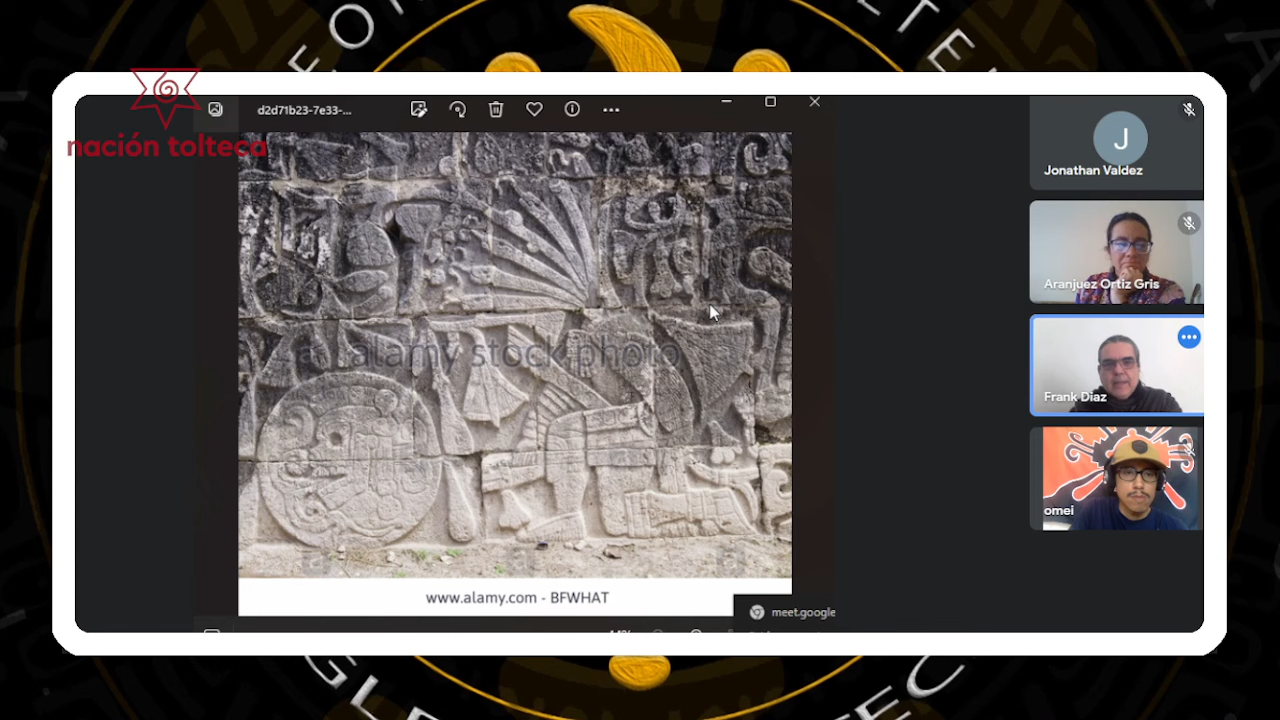 nación tolteca
d2d71b23-7e33-...
alamy stock photo
www.alamy.com - BFWHAT
meet.google
J
Jonathan Valdez
Aranjuez Ortiz Gris
Frank Diaz
omei